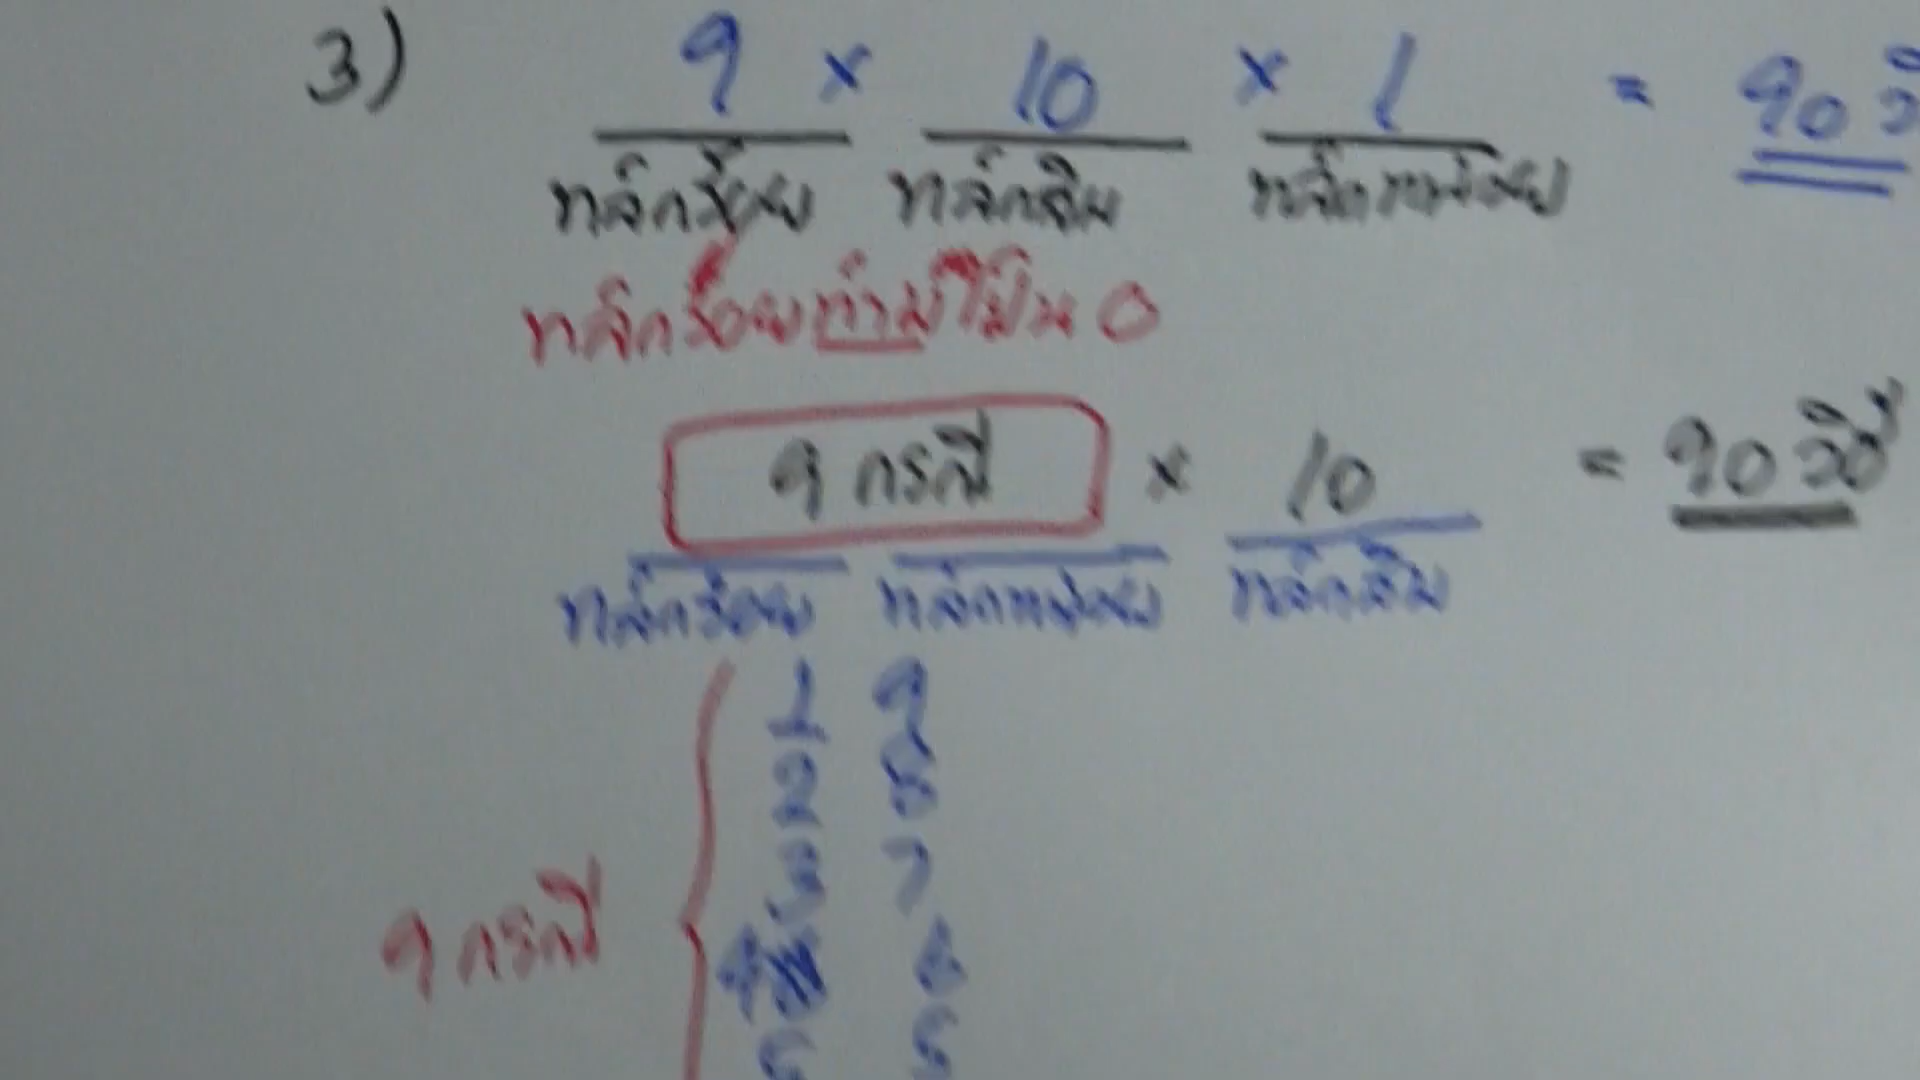 3) 9 × 10 × 1 = 90 วิ
หลักร้อย หลักสิบ หลักหน่วย
หลักร้อยห้ามเป็น 0
9 กรณี × 10 = 90 วิธี
หลักร้อย หลักหน่วย หลักสิบ
1 9
2 8
3 7
6
9 กรณี
5 5